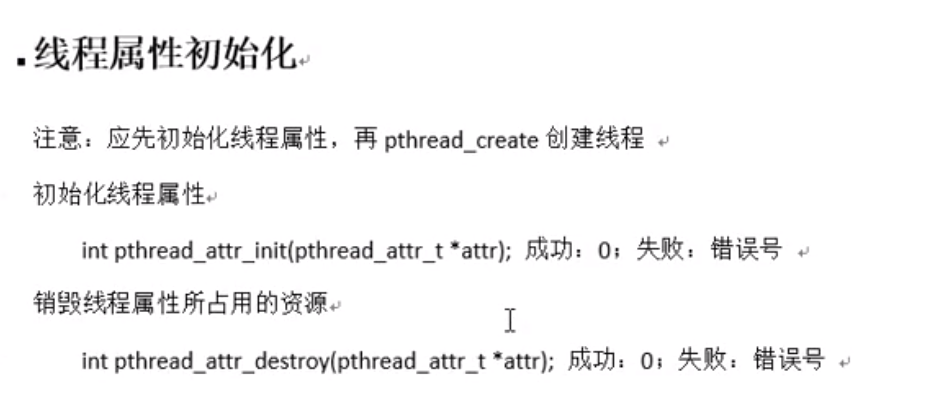 线程属性初始化
注意：应先初始化线程属性，再 pthread_create 创建线程
初始化线程属性
int pthread_attr_init(pthread_attr_t *attr); 成功：0；失败：错误号
销毁线程属性所占用的资源
int pthread_attr_destroy(pthread_attr_t *attr); 成功：0；失败：错误号